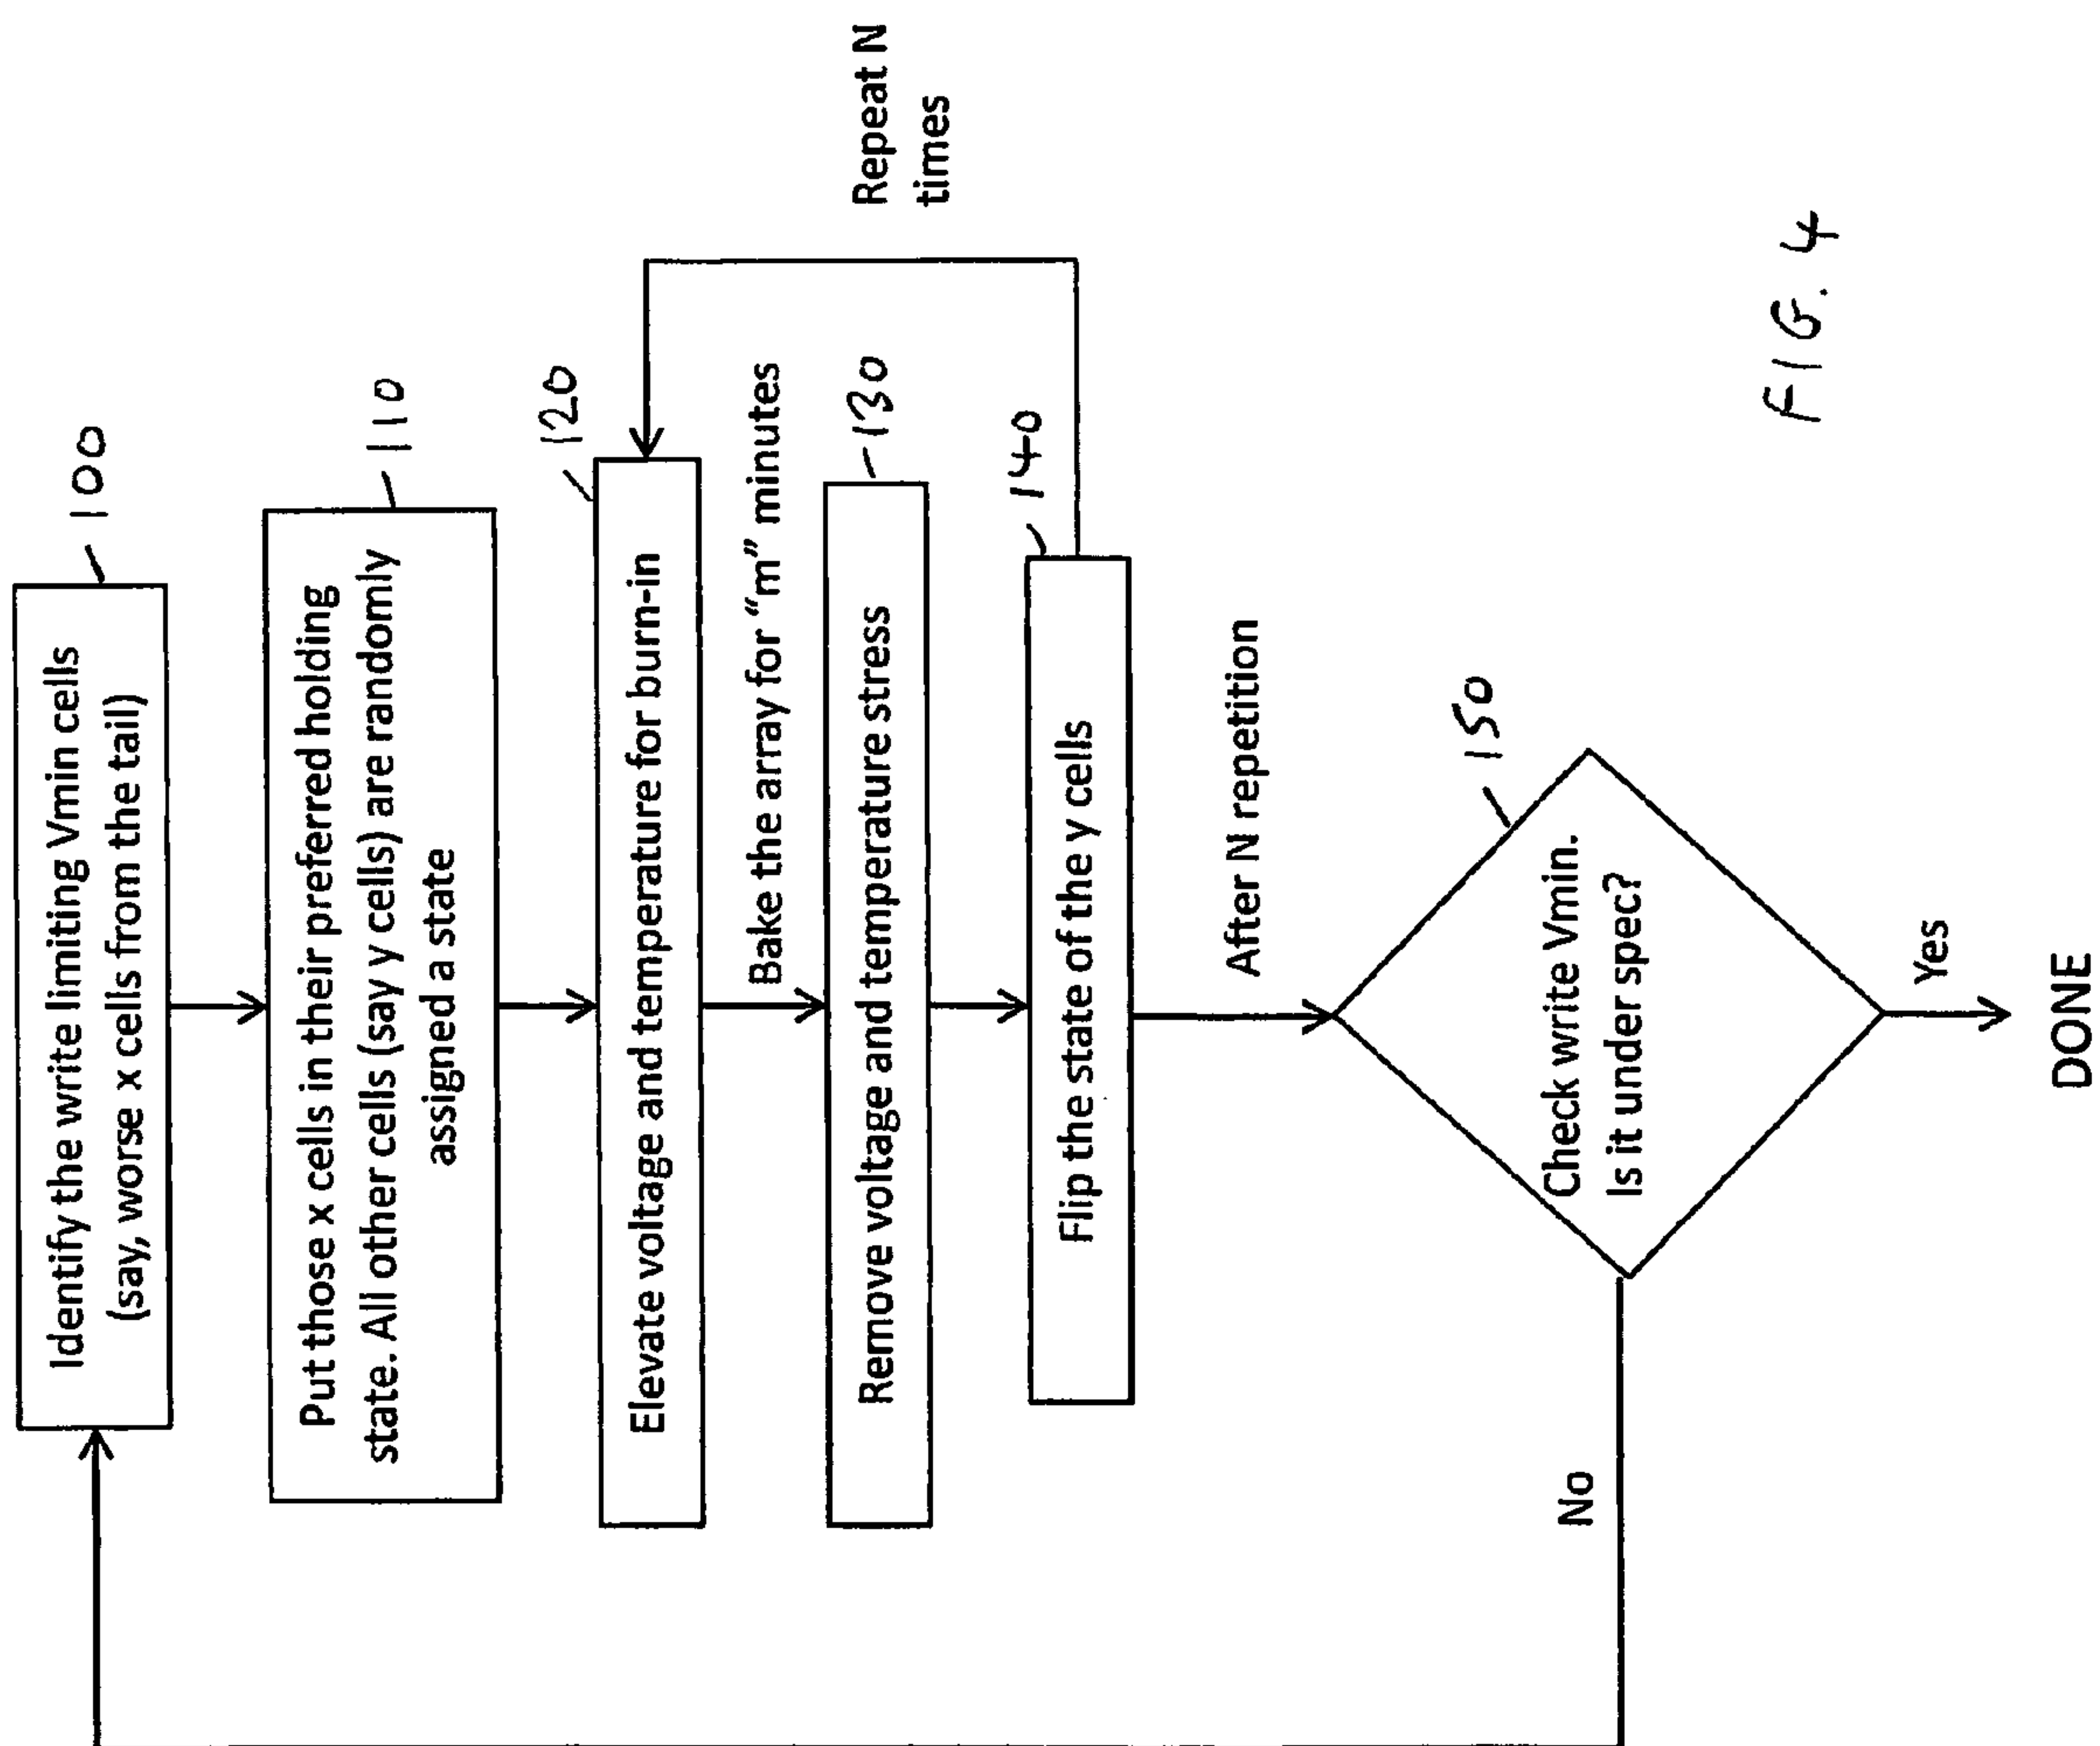 Identify the write limiting Vmin cells
(say, worse x cells from the tail)
100
Put those x cells in their preferred holding
state. All other cells (say y cells) are randomly
assigned a state
110
120
Elevate voltage and temperature for burn-in
Bake the array for "m" minutes
Repeat N
times
Remove voltage and temperature stress
130
140
Flip the state of the y cells
After N repetition
150
Check write Vmin.
Is it under spec?
No
Yes
DONE
FIG. 4